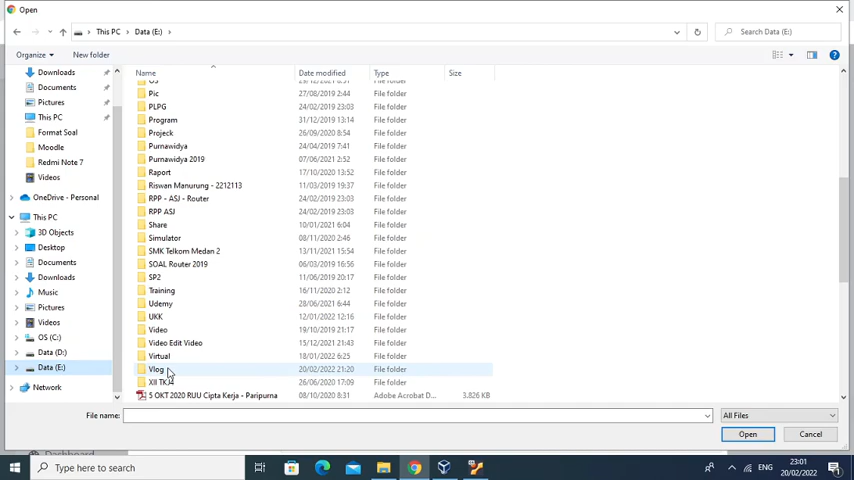 Open
This PC > Data (E:) >
Search Data (E:)
Organize
New folder
Name
Date modified
Type
Size
Downloads
Documents
Pictures
This PC
Format Soal
Moodle
Redmi Note 7
Videos
OneDrive - Personal
This PC
3D Objects
Desktop
Documents
Downloads
Music
Pictures
Videos
OS (C:)
Data (D:)
Data (E:)
Network
Pic 27/08/2019 2:44 File folder
PLPG 24/02/2019 23:03 File folder
Program 31/12/2019 13:14 File folder
Projeck 26/09/2020 8:54 File folder
Purnawidya 24/04/2019 7:41 File folder
Purnawidya 2019 07/06/2021 2:52 File folder
Raport 17/10/2020 13:52 File folder
Riswan Manurung - 2212113 11/03/2019 19:37 File folder
RPP - ASJ - Router 24/02/2019 23:03 File folder
RPP ASJ 24/02/2019 23:03 File folder
Share 10/01/2021 6:04 File folder
Simulator 08/11/2020 2:46 File folder
SMK Telkom Medan 2 13/11/2021 15:54 File folder
SOAL Router 2019 06/03/2019 16:56 File folder
SP2 11/06/2019 20:17 File folder
Training 16/11/2020 2:12 File folder
Udemy 28/06/2021 6:44 File folder
UKK 12/01/2022 12:16 File folder
Video 19/10/2019 21:17 File folder
Video Edit Video 15/12/2021 21:43 File folder
Virtual 18/01/2022 6:25 File folder
Vlog 20/02/2022 21:20 File folder
XII TKJ4 26/06/2020 17:09 File folder
5 OKT 2020 RUU Cipta Kerja - Paripurna 08/10/2020 8:31 Adobe Acrobat D... 3.826 KB
File name:
All Files
Open
Cancel
Dashboard
Type here to search
ENG
23:01
20/02/2022
1